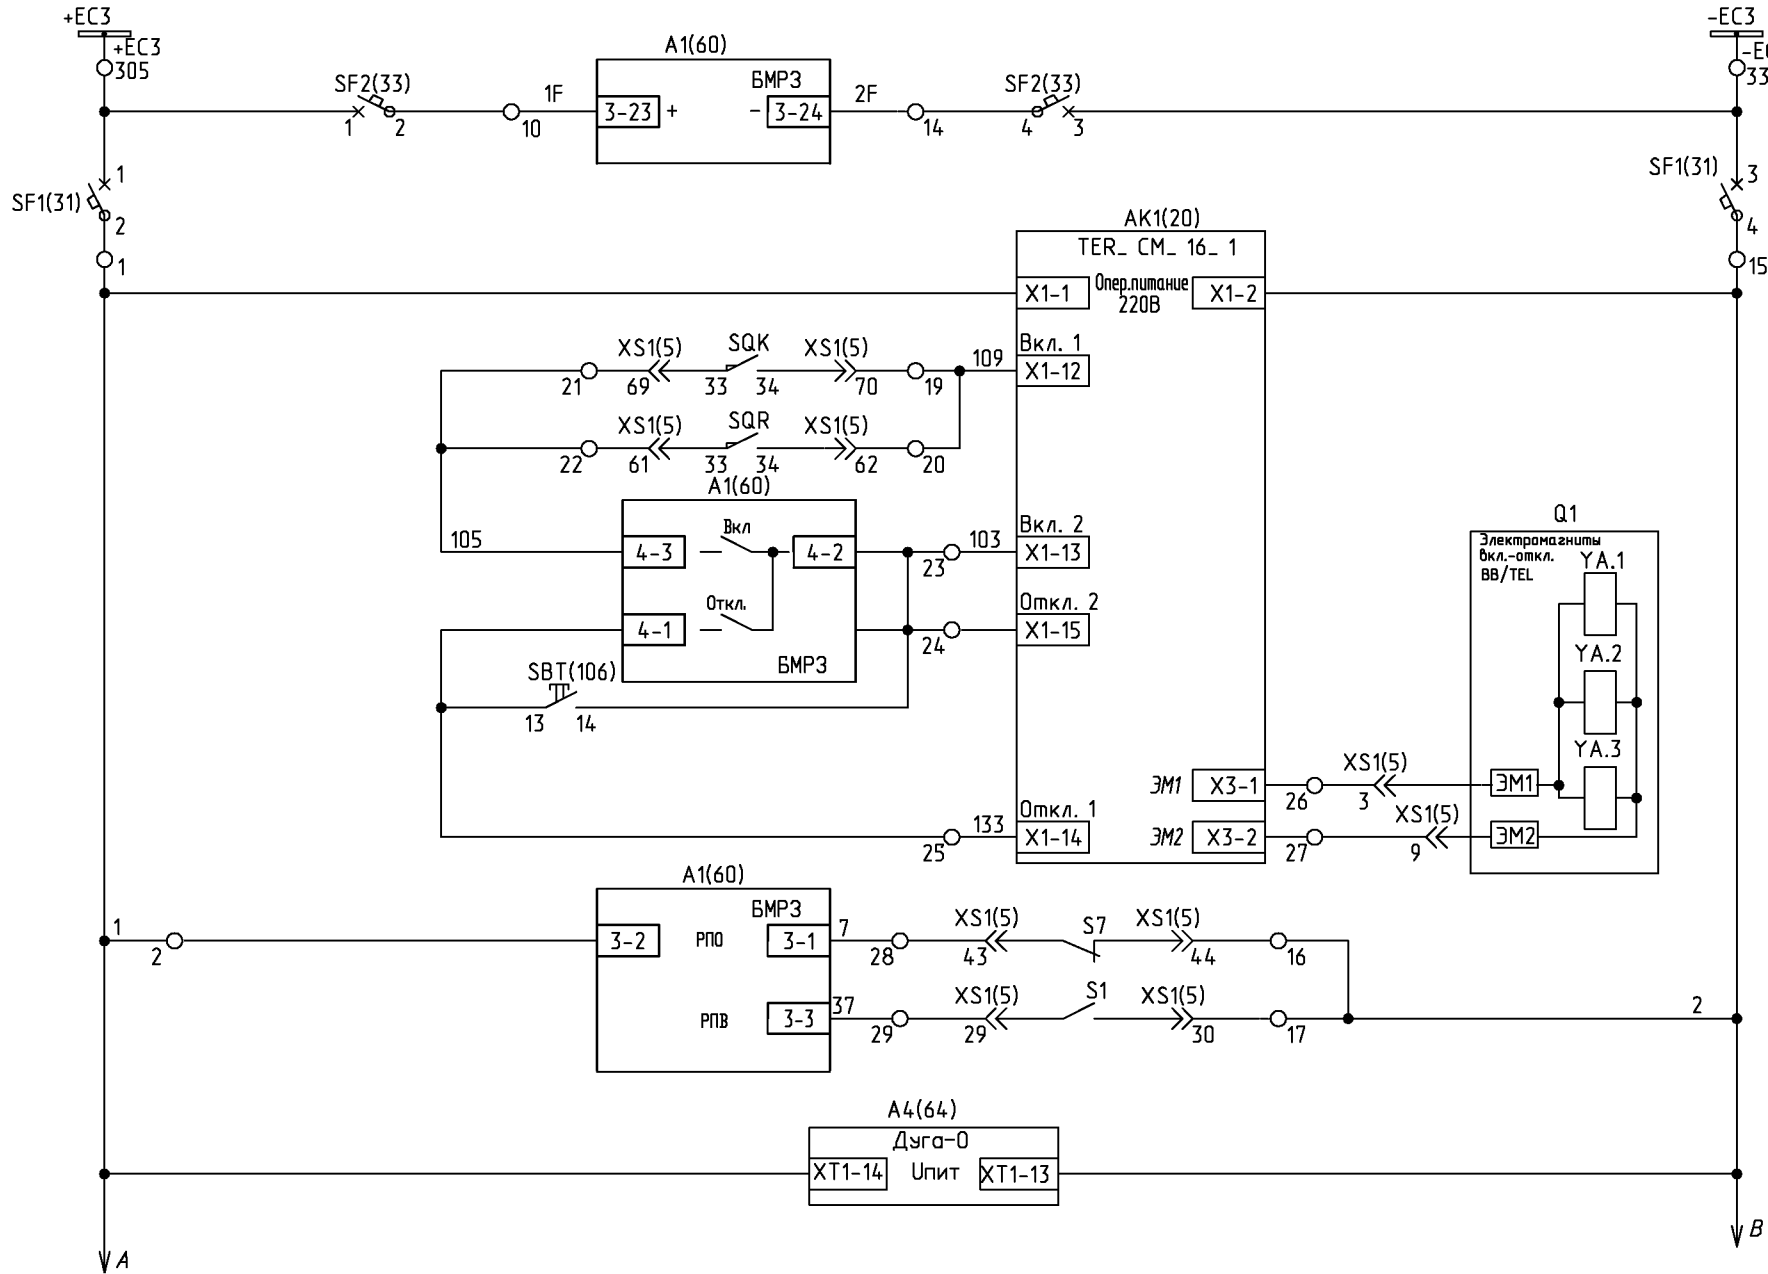 +EC3
-EC3
+EC3
305
33
A1(60)
БМРЗ
SF2(33)
1
2
10
1F
3-23
+
-
3-24
2F
14
SF2(33)
4
3
SF1(31)
1
2
1
SF1(31)
3
4
15
AK1(20)
TER_ CM_ 16_ 1
X1-1
Опер.питание
220В
X1-2
XS1(5)
SQK
XS1(5)
109
Вкл. 1
X1-12
21
69
33
34
70
19
XS1(5)
SQR
XS1(5)
22
61
33
34
62
20
A1(60)
105
4-3
Вкл
4-2
23
103
Вкл. 2
X1-13
4-1
Откл.
24
Откл. 2
X1-15
БМРЗ
SBT(106)
13
14
Q1
Электромагниты
вкл.-откл.
BB/TEL
YA.1
YA.2
YA.3
ЭМ1
X3-1
26
XS1(5)
3
ЭМ1
Откл. 1
133
25
X1-14
ЭМ2
X3-2
27
XS1(5)
9
ЭМ2
A1(60)
БМРЗ
1
2
3-2
РПО
3-1
7
28
XS1(5)
43
S7
XS1(5)
44
16
РПВ
3-3
37
29
XS1(5)
29
S1
XS1(5)
30
17
2
A4(64)
Дуга-О
XT1-14
Uпит
XT1-13
A
B